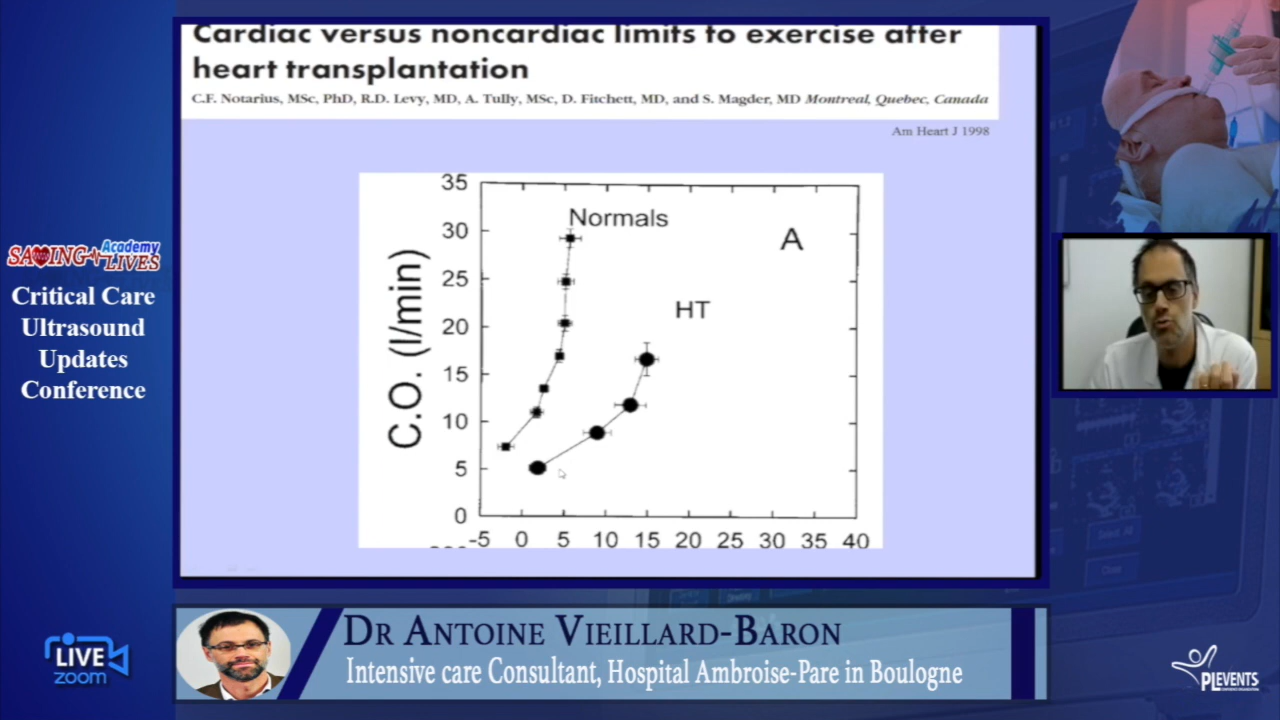 Cardiac versus noncardiac limits to exercise after
heart transplantation
C.F. Notarius, MSc, PhD, R.D. Levy, MD, A. Tully, MSc, D. Fitchett, MD, and S. Magder, MD Montreal, Quebec, Canada
Am Heart J 1998
35
30
25
20
15
10
5
0
C.O. (l/min)
Normals
A
HT
-5 0 5 10 15 20 25 30 35 40
SAVING LIVES Academy
Critical Care
Ultrasound
Updates
Conference
LIVE
zoom
DR ANTOINE VIEILLARD-BARON
Intensive care Consultant, Hospital Ambroise-Pare in Boulogne
PLEVENTS